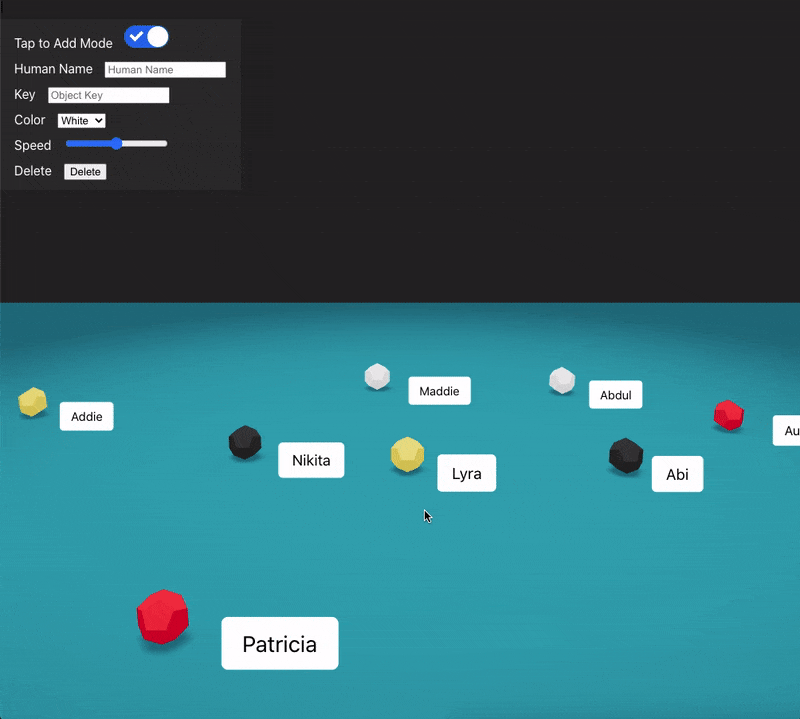 Tap to Add Mode
Human Name Human Name
Key Object Key
Color White
Speed
Delete Delete
Maddie
Abdul
Addie
Au
Nikita
Lyra
Abi
Patricia